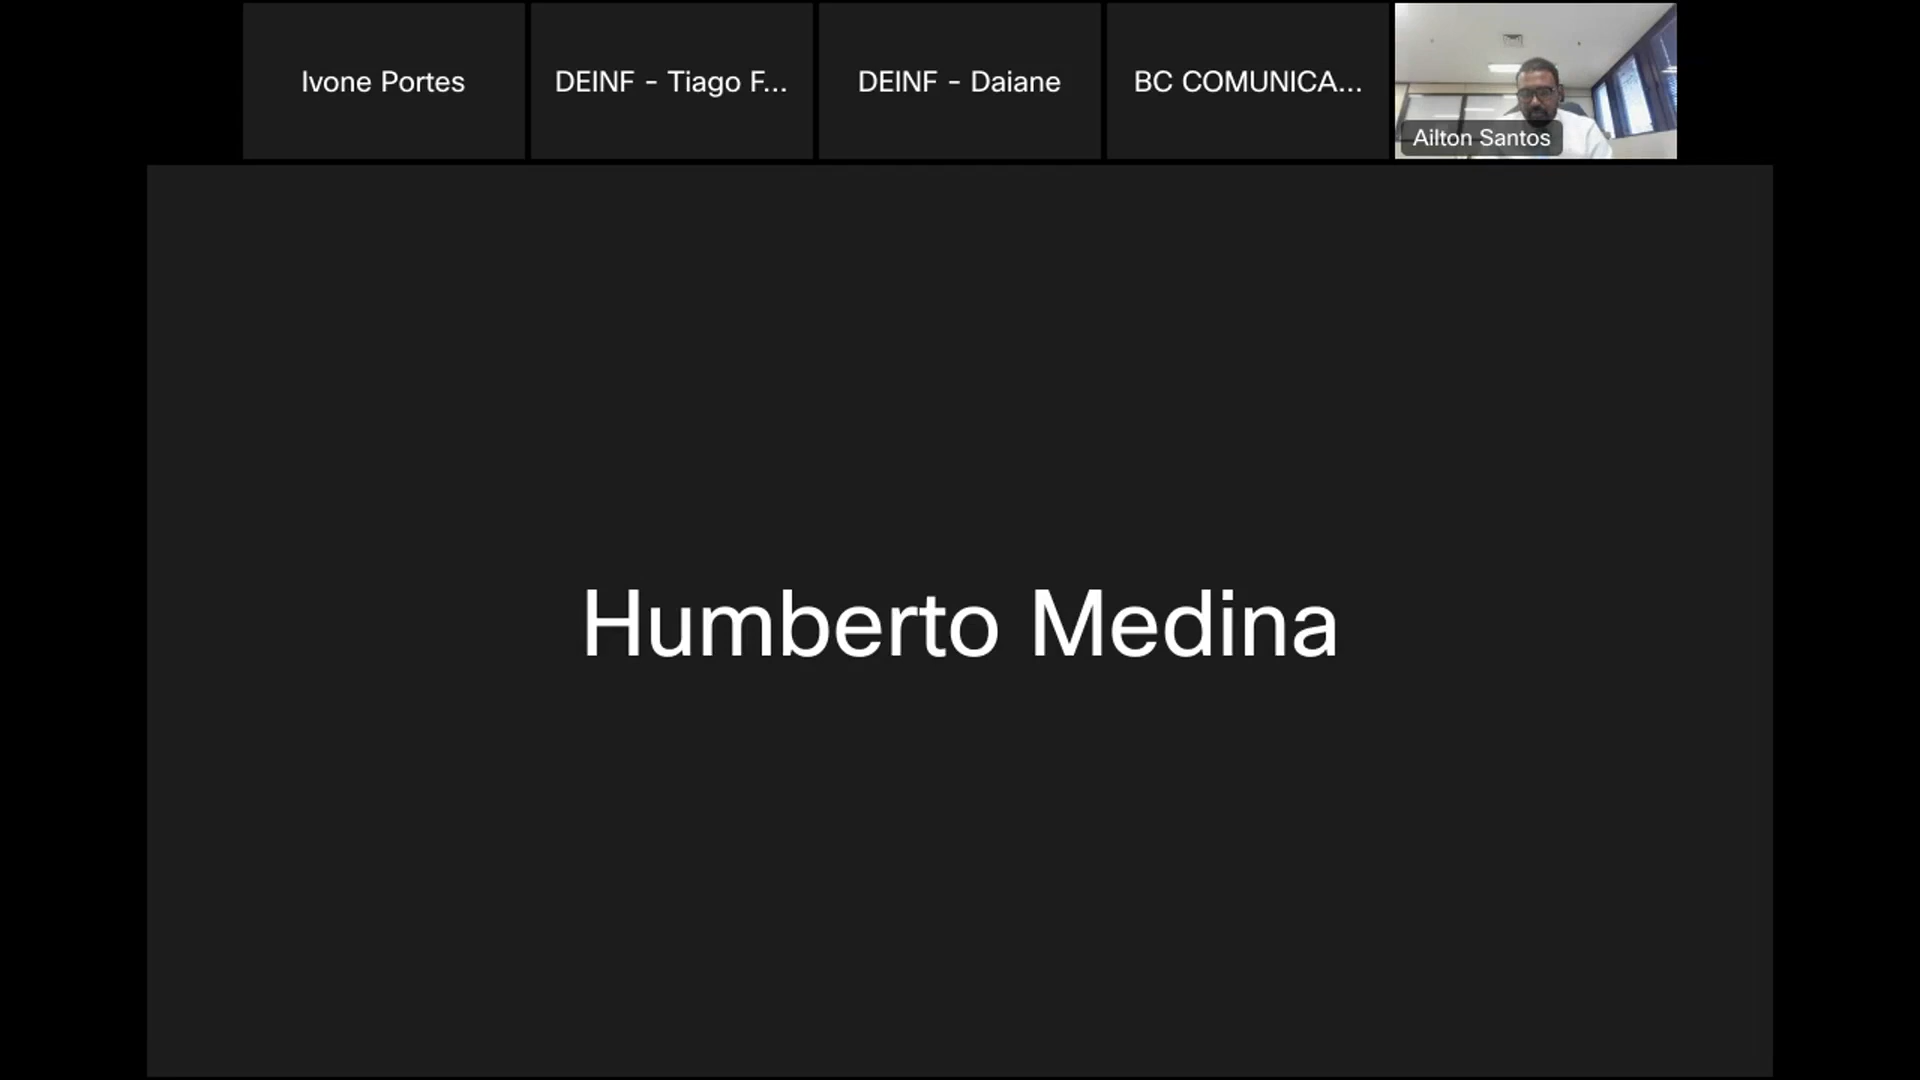 Ivone Portes
DEINF - Tiago F...
DEINF - Daiane
BC COMUNICA...
Ailton Santos
Humberto Medina